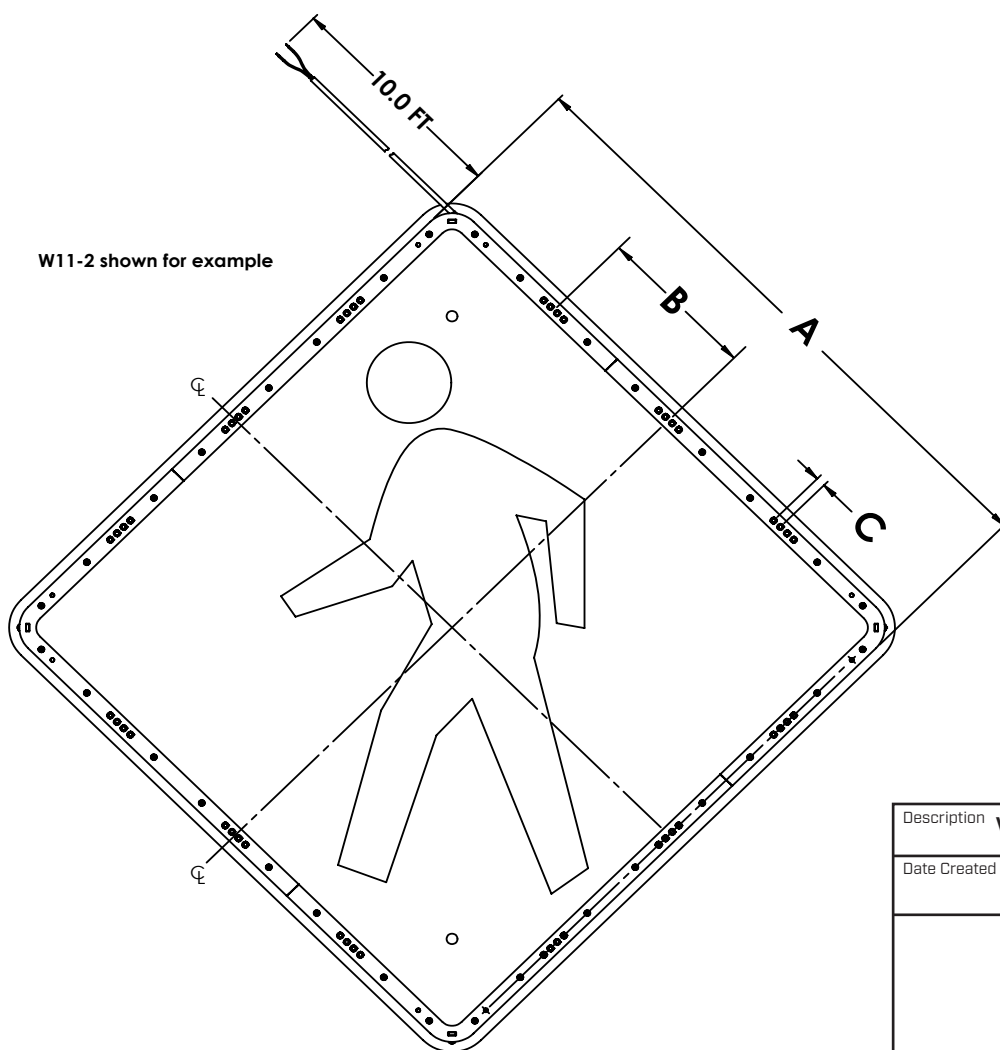 10.0 FT
W11-2 shown for example
B
A
℄
C
℄
Description
Date Created